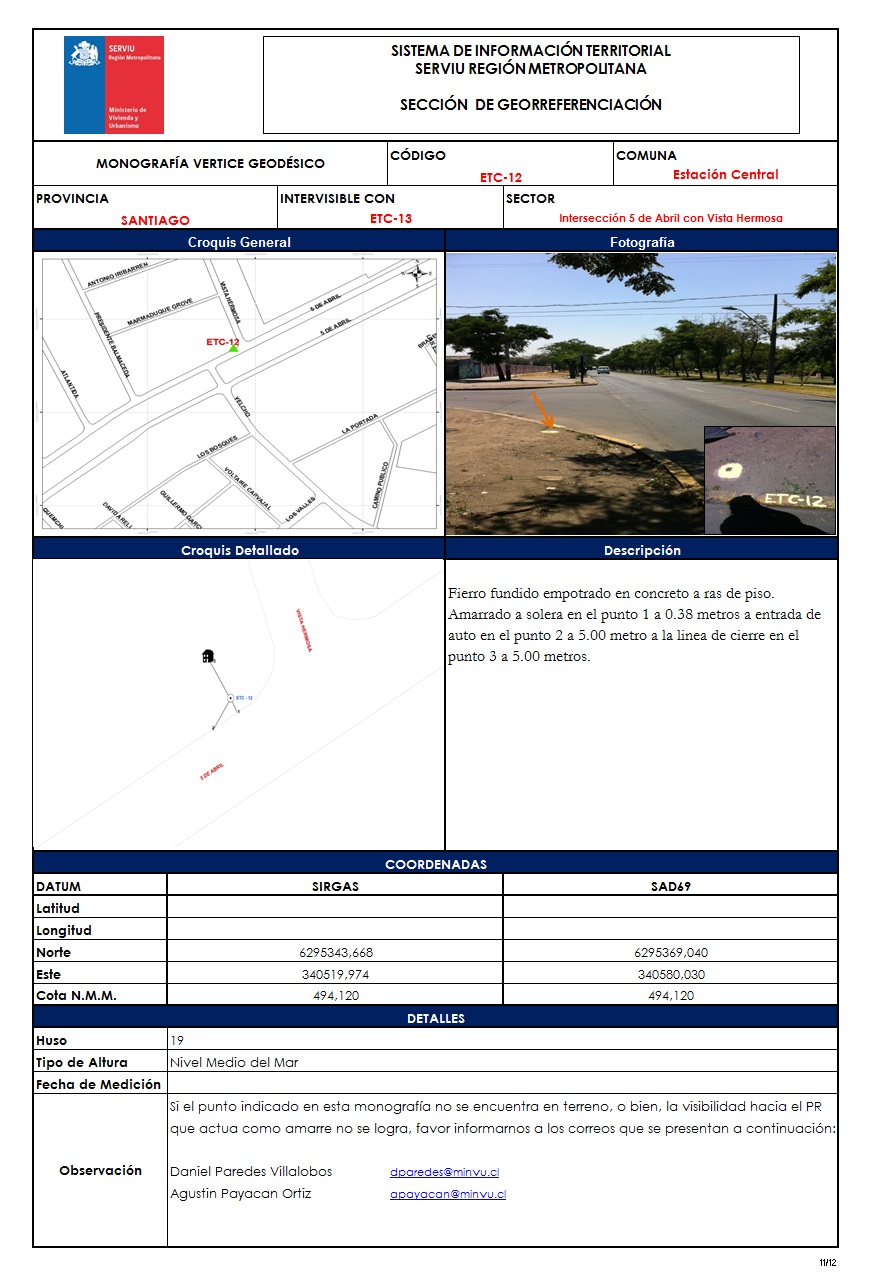 SERVIU
Región Metropolitana
Ministerio de
Vivienda y
Urbanismo
SISTEMA DE INFORMACIÓN TERRITORIAL
SERVIU REGIÓN METROPOLITANA
SECCIÓN DE GEORREFERENCIACIÓN
MONOGRAFÍA VERTICE GEODÉSICO
CÓDIGO
ETC-12
COMUNA
Estación Central
PROVINCIA
SANTIAGO
INTERVISIBLE CON
ETC-13
SECTOR
Intersección 5 de Abril con Vista Hermosa
Croquis General
Fotografía
ANTONIO IRIBARREN
MARMADUQUE GROVE
VISTA HERMOSA
5 DE ABRIL
5 DE ABRIL
PRESIDENTE BALMACEDA
ETC-12
ATLANTIDA
YELCHO
LA PORTADA
LOS BOSQUES
VOLTAIRE CARVAJAL
GUILLERMO GARC
LOS VALLES
CAMINO PUBLICO
DAVID ARELI
QUEMCHI
N
E
S
W
ETC-12
Croquis Detallado
Descripción
VISTA HERMOSA
3
ETC - 12
1
2
5 DE ABRIL
Fierro fundido empotrado en concreto a ras de piso.
Amarrado a solera en el punto 1 a 0.38 metros a entrada de
auto en el punto 2 a 5.00 metro a la linea de cierre en el
punto 3 a 5.00 metros.
COORDENADAS
DATUM SIRGAS SAD69
Latitud
Longitud
Norte 6295343,668 6295369,040
Este 340519,974 340580,030
Cota N.M.M. 494,120 494,120
DETALLES
Huso 19
Tipo de Altura Nivel Medio del Mar
Fecha de Medición
Observación
Si el punto indicado en esta monografía no se encuentra en terreno, o bien, la visibilidad hacia el PR
que actua como amarre no se logra, favor informarnos a los correos que se presentan a continuación:
Daniel Paredes Villalobos dparedes@minvu.cl
Agustin Payacan Ortiz apayacan@minvu.cl
11/12